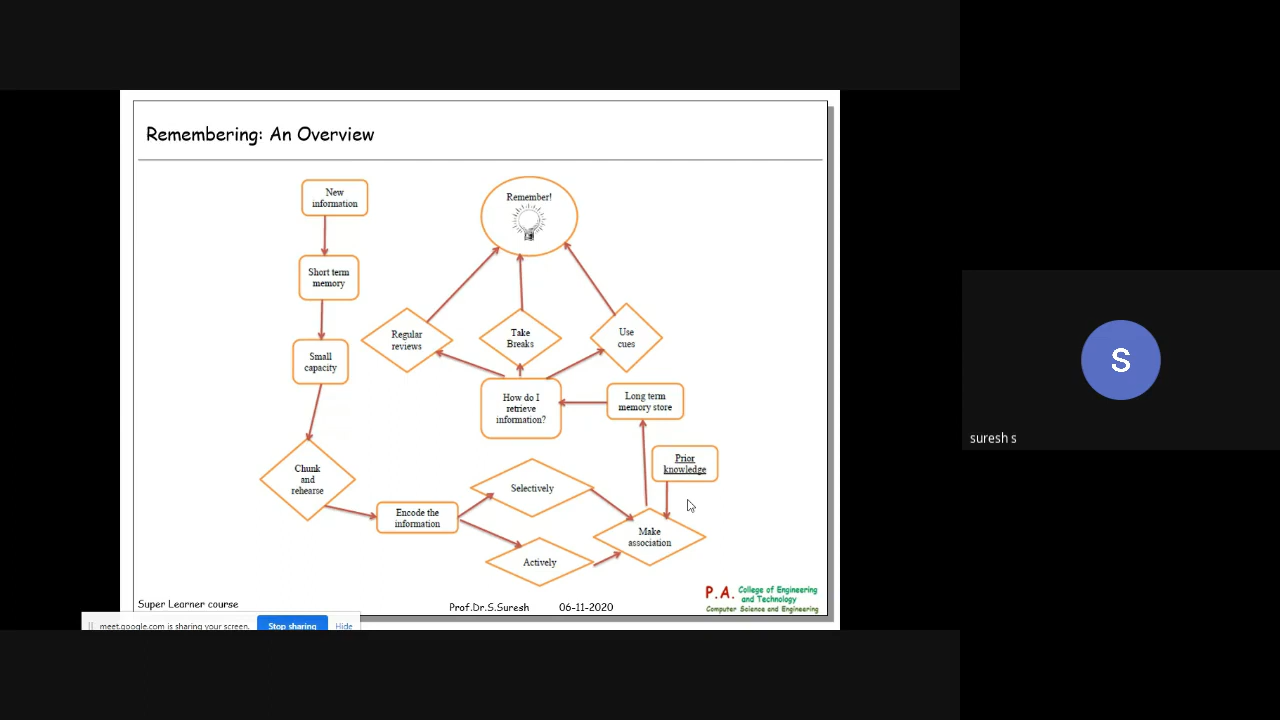 Remembering: An Overview
New
information
Remember!
Short term
memory
Regular
reviews
Take
Breaks
Use
cues
Small
capacity
How do I
retrieve
information?
Long term
memory store
Prior
knowledge
Chunk
and
rehearse
Selectively
Encode the
information
Make
association
Actively
P.A. College of Engineering
and Technology
Computer Science and Engineering
Super Learner course
Prof.Dr.S.Suresh 06-11-2020
meet.google.com is sharing your screen. Stop sharing Hide
S
suresh s